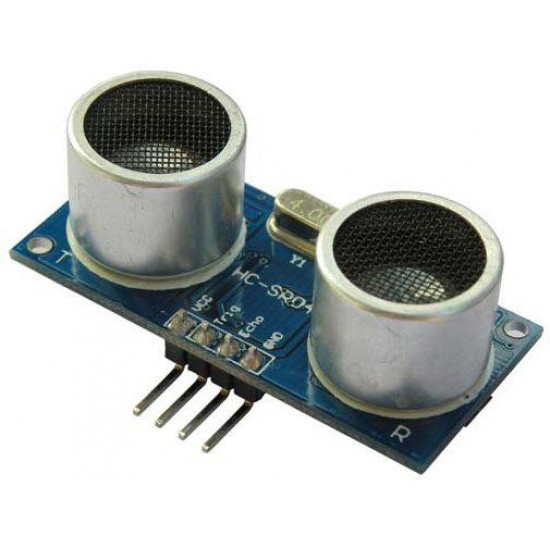 T
4.00
Y1
HC-SR04
Vcc
Trig
Echo
GND
R